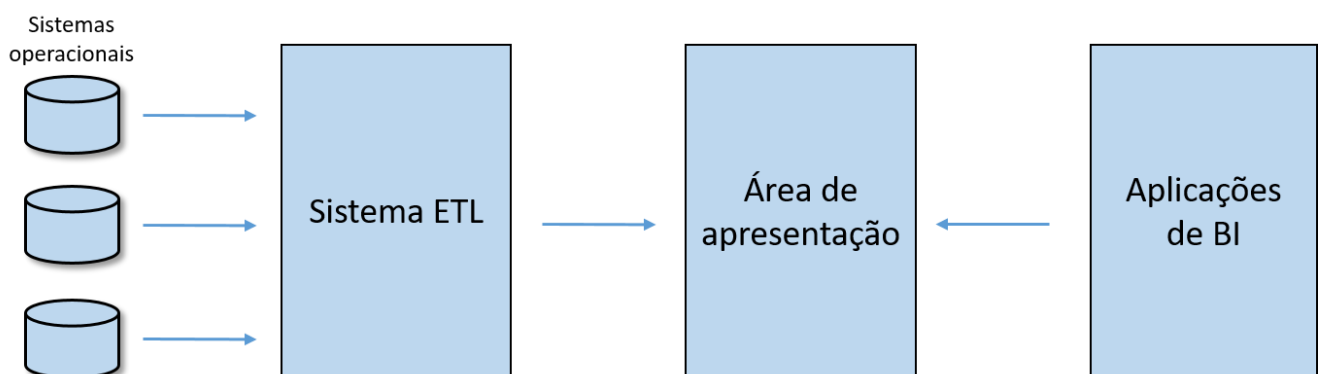 Sistemas
operacionais
Sistema ETL
Área de
apresentação
Aplicações
de BI